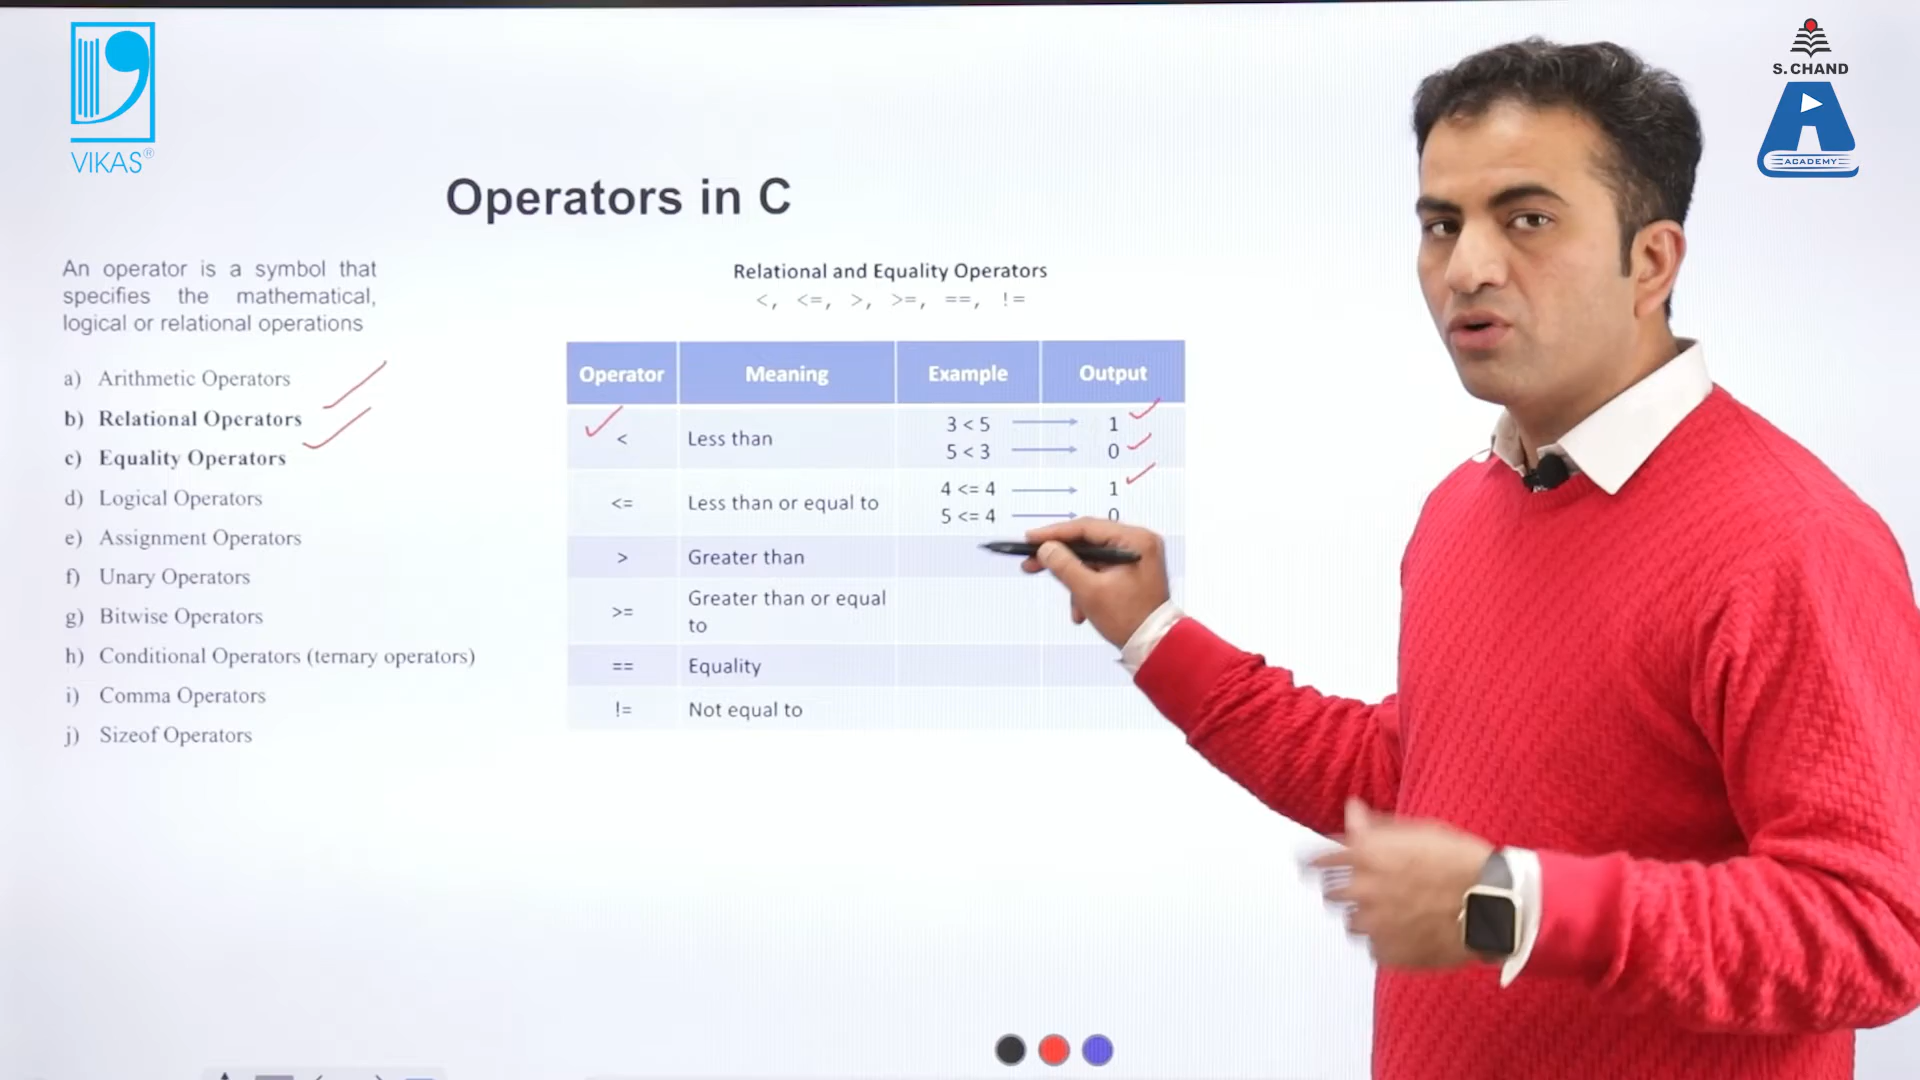 VIKAS®
S. CHAND
ACADEMY
Operators in C
An operator is a symbol that
specifies the mathematical,
logical or relational operations
a) Arithmetic Operators
b) Relational Operators
c) Equality Operators
d) Logical Operators
e) Assignment Operators
f) Unary Operators
g) Bitwise Operators
h) Conditional Operators (ternary operators)
i) Comma Operators
j) Sizeof Operators
Relational and Equality Operators
<, <=, >, >=, ==, !=
Operator Meaning Example Output
< Less than
3 < 5 1
5 < 3 0
<= Less than or equal to
4 <= 4 1
5 <= 4 0
> Greater than
>= Greater than or equal
to
== Equality
!= Not equal to